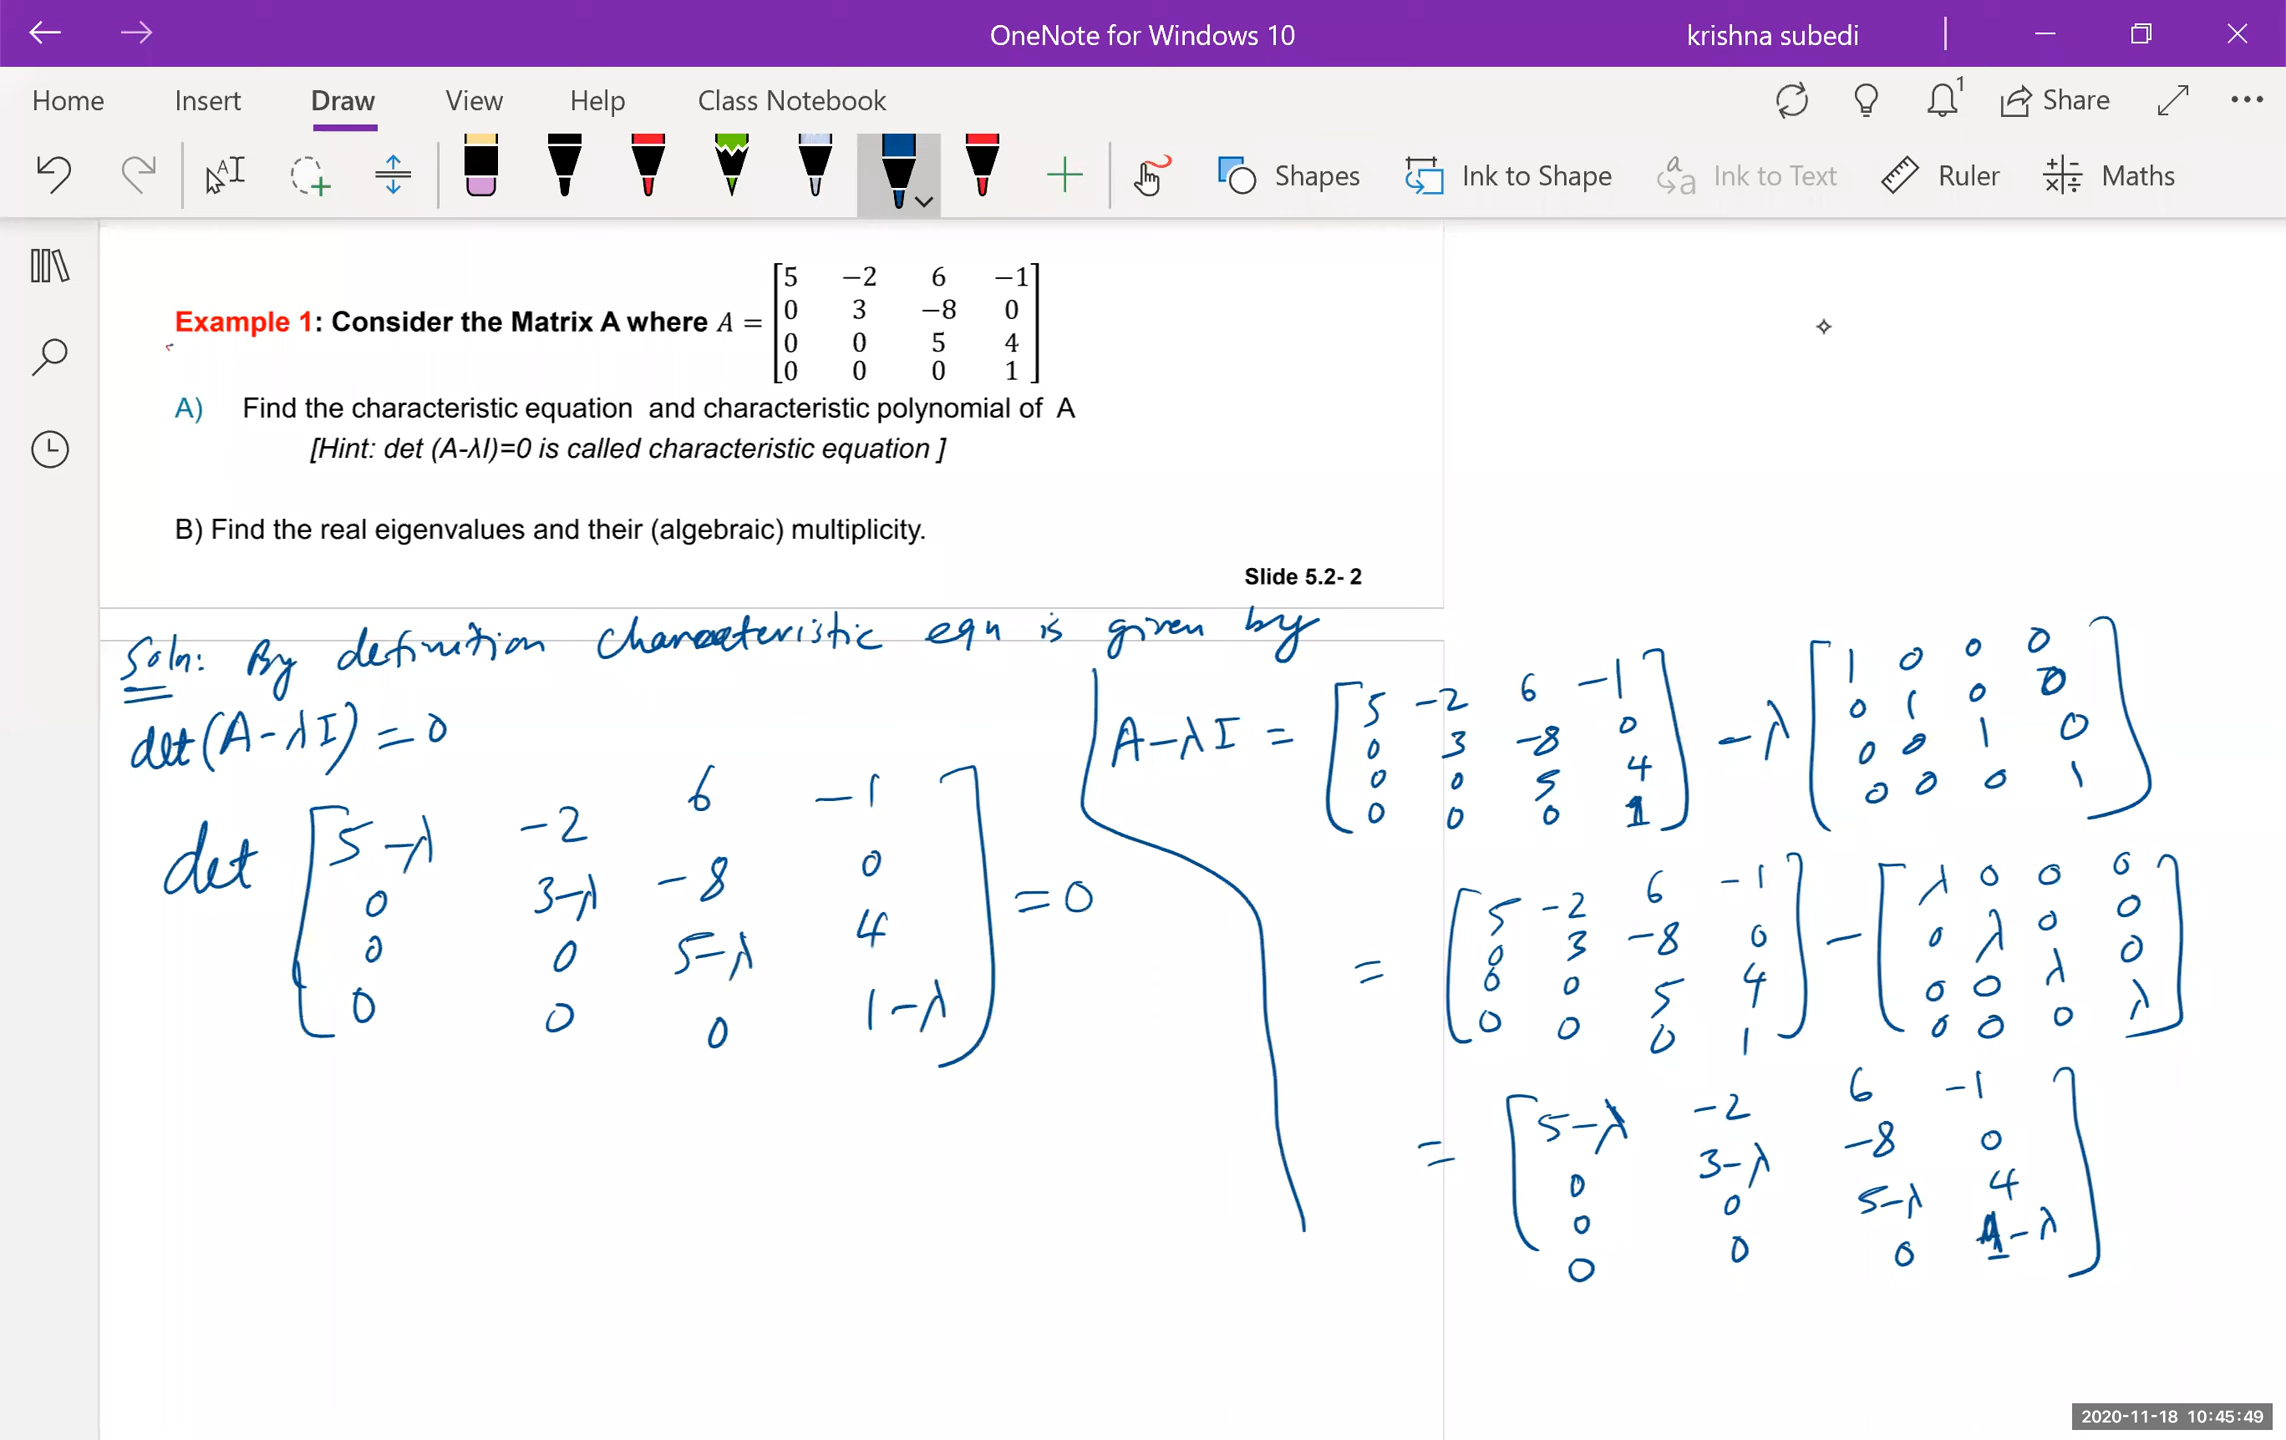 OneNote for Windows 10
krishna subedi
Home Insert Draw View Help Class Notebook
1 Share
Shapes Ink to Shape Ink to Text Ruler Maths
Example 1: Consider the Matrix A where A =
5 −2 6 −1
0 3 −8 0
0 0 5 4
0 0 0 1
A) Find the characteristic equation and characteristic polynomial of A
[Hint: det (A-λI)=0 is called characteristic equation ]
B) Find the real eigenvalues and their (algebraic) multiplicity.
Slide 5.2- 2
Soln: By definition characteristic eqn is given by
det(A-λI)=0
det
5-λ -2 6 -1
0 3-λ -8 0
0 0 5-λ 4
0 0 0 1-λ
=0
A-λI =
5 -2 6 -1
0 3 -8 0
0 0 5 4
0 0 0 1
-λ
1 0 0 0
0 1 0 0
0 0 1 0
0 0 0 1
=
5 -2 6 -1
0 3 -8 0
0 0 5 4
0 0 0 1
-
λ 0 0 0
0 λ 0 0
0 0 λ 0
0 0 0 λ
=
5-λ -2 6 -1
0 3-λ -8 0
0 0 5-λ 4
0 0 0 1-λ
2020-11-18 10:45:49